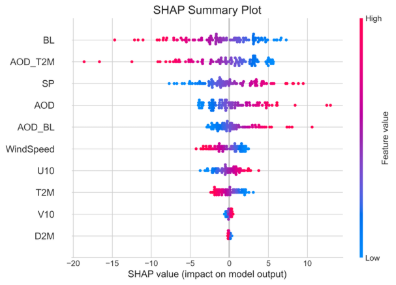 SHAP Summary Plot
High
BL
AOD_T2M
SP
AOD
AOD_BL
WindSpeed
U10
T2M
V10
D2M
Feature value
Low
−20 −15 −10 −5 0 5 10
SHAP value (impact on model output)